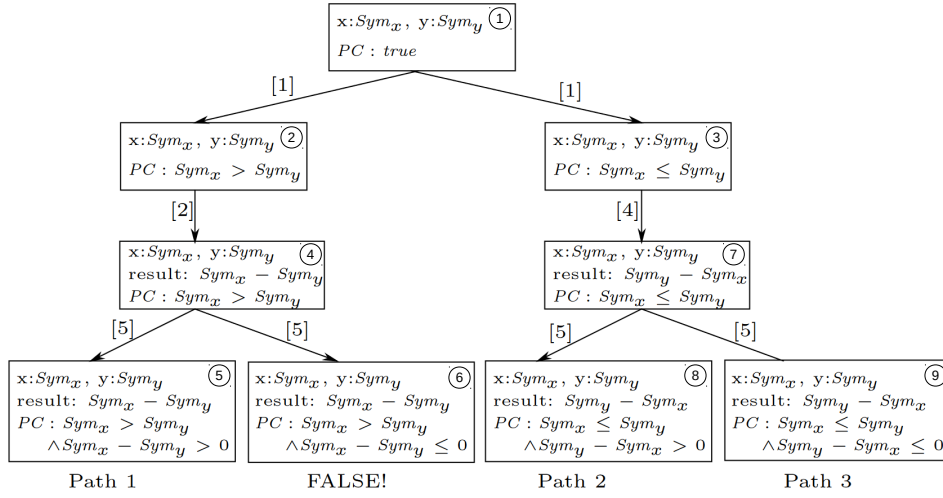 x:Sym_x, y:Sym_y ①
PC : true
[1] [1]
x:Sym_x, y:Sym_y ②
PC : Sym_x > Sym_y
x:Sym_x, y:Sym_y ③
PC : Sym_x ≤ Sym_y
[2] [4]
x:Sym_x, y:Sym_y ④
result: Sym_x − Sym_y
PC : Sym_x > Sym_y
x:Sym_x, y:Sym_y ⑦
result: Sym_y − Sym_x
PC : Sym_x ≤ Sym_y
[5] [5] [5] [5]
x:Sym_x, y:Sym_y ⑤
result: Sym_x − Sym_y
PC : Sym_x > Sym_y
∧Sym_x − Sym_y > 0
x:Sym_x, y:Sym_y ⑥
result: Sym_x − Sym_y
PC : Sym_x > Sym_y
∧Sym_x − Sym_y ≤ 0
x:Sym_x, y:Sym_y ⑧
result: Sym_y − Sym_x
PC : Sym_x ≤ Sym_y
∧Sym_y − Sym_x > 0
x:Sym_x, y:Sym_y ⑨
result: Sym_y − Sym_x
PC : Sym_x ≤ Sym_y
∧Sym_y − Sym_x ≤ 0
Path 1 FALSE! Path 2 Path 3